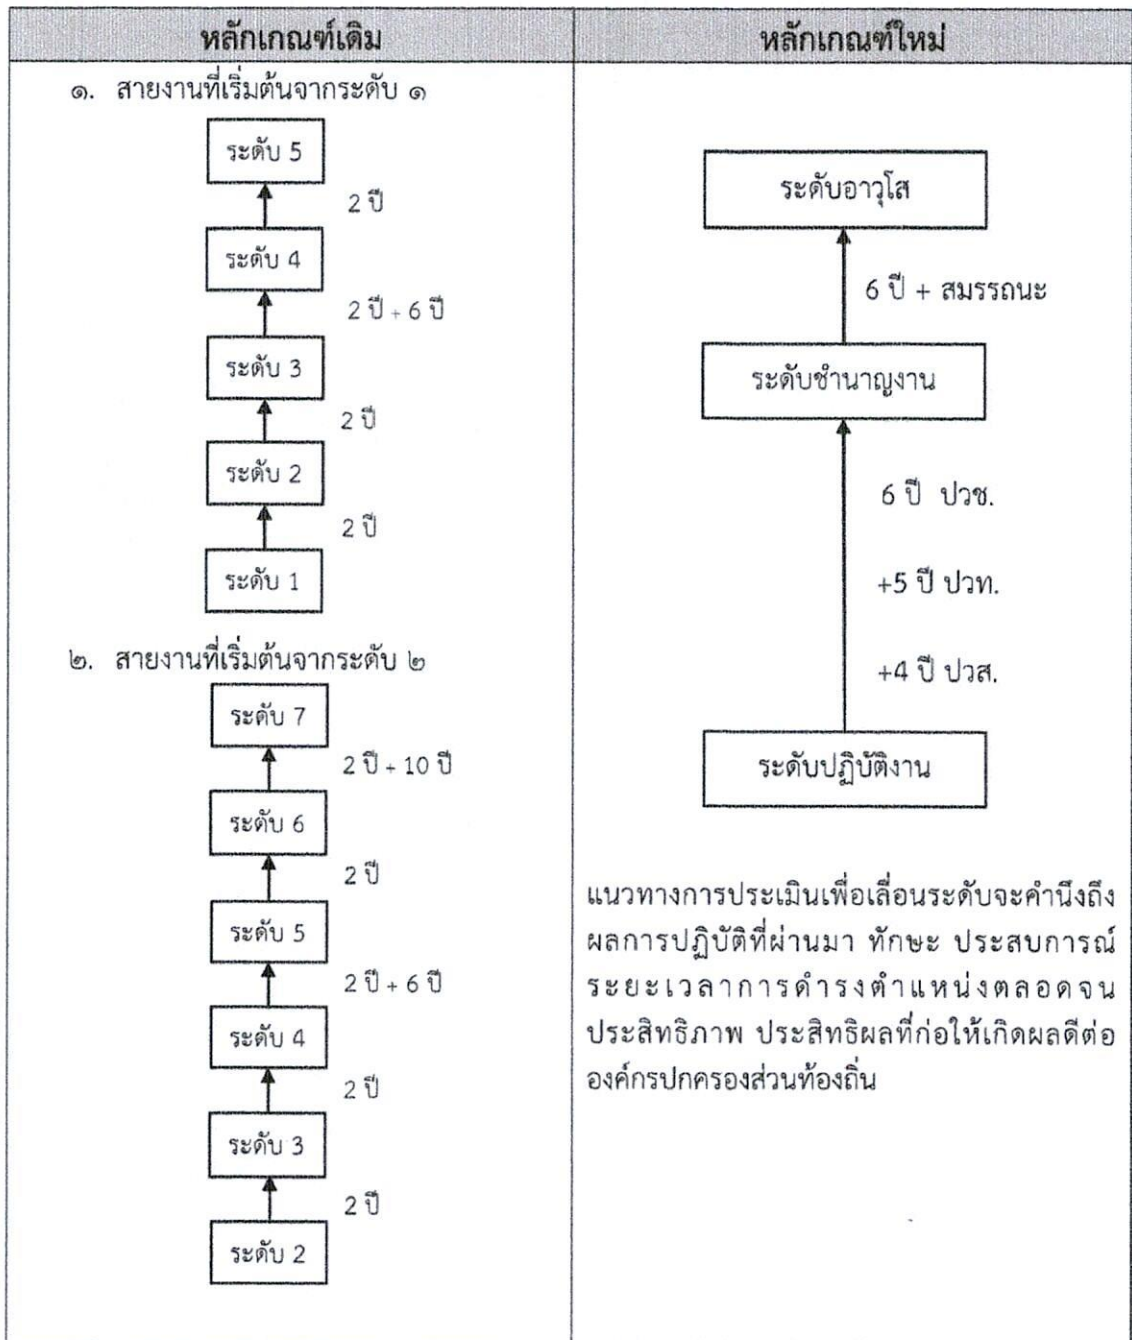 หลักเกณฑ์เดิม
หลักเกณฑ์ใหม่
๑. สายงานที่เริ่มต้นจากระดับ ๑
ระดับ 5
2 ปี
ระดับ 4
2 ปี + 6 ปี
ระดับ 3
2 ปี
ระดับ 2
2 ปี
ระดับ 1
๒. สายงานที่เริ่มต้นจากระดับ ๒
ระดับ 7
2 ปี + 10 ปี
ระดับ 6
2 ปี
ระดับ 5
2 ปี + 6 ปี
ระดับ 4
2 ปี
ระดับ 3
2 ปี
ระดับ 2
ระดับอาวุโส
6 ปี + สมรรถนะ
ระดับชำนาญงาน
6 ปี ปวช.
+5 ปี ปวท.
+4 ปี ปวส.
ระดับปฏิบัติงาน
แนวทางการประเมินเพื่อเลื่อนระดับจะคำนึงถึง
ผลการปฏิบัติที่ผ่านมา ทักษะ ประสบการณ์
ระยะเวลาการดำรงตำแหน่งตลอดจน
ประสิทธิภาพ ประสิทธิผลที่ก่อให้เกิดผลดีต่อ
องค์กรปกครองส่วนท้องถิ่น